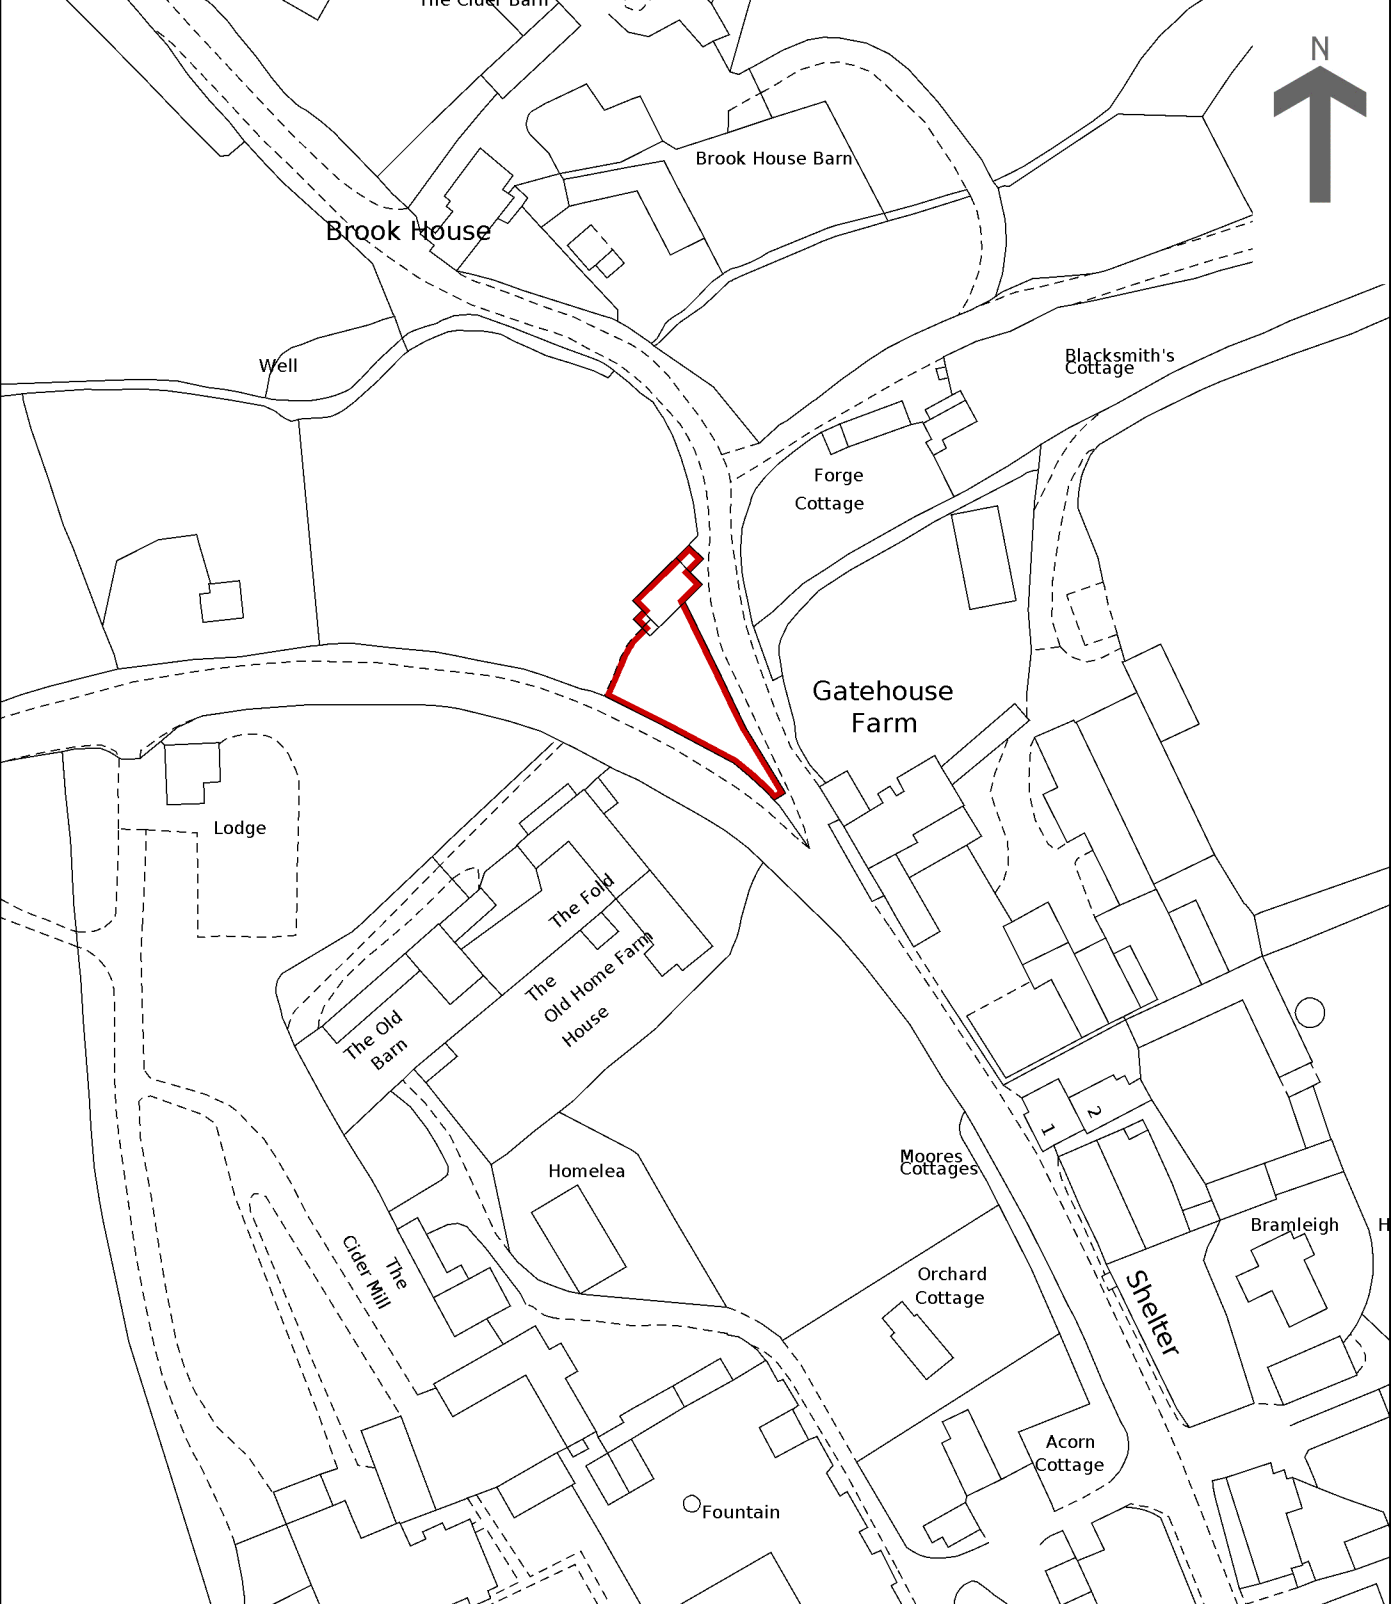 The Cider Barn
N
Brook House Barn
Brook House
Well
Blacksmith's
Cottage
Forge
Cottage
Gatehouse
Farm
Lodge
The Fold
The
Old Home Farm
House
The Old
Barn
1
2
Moores
Cottages
Homelea
Bramleigh
H
The
Cider Mill
Orchard
Cottage
Shelter
Acorn
Cottage
Fountain